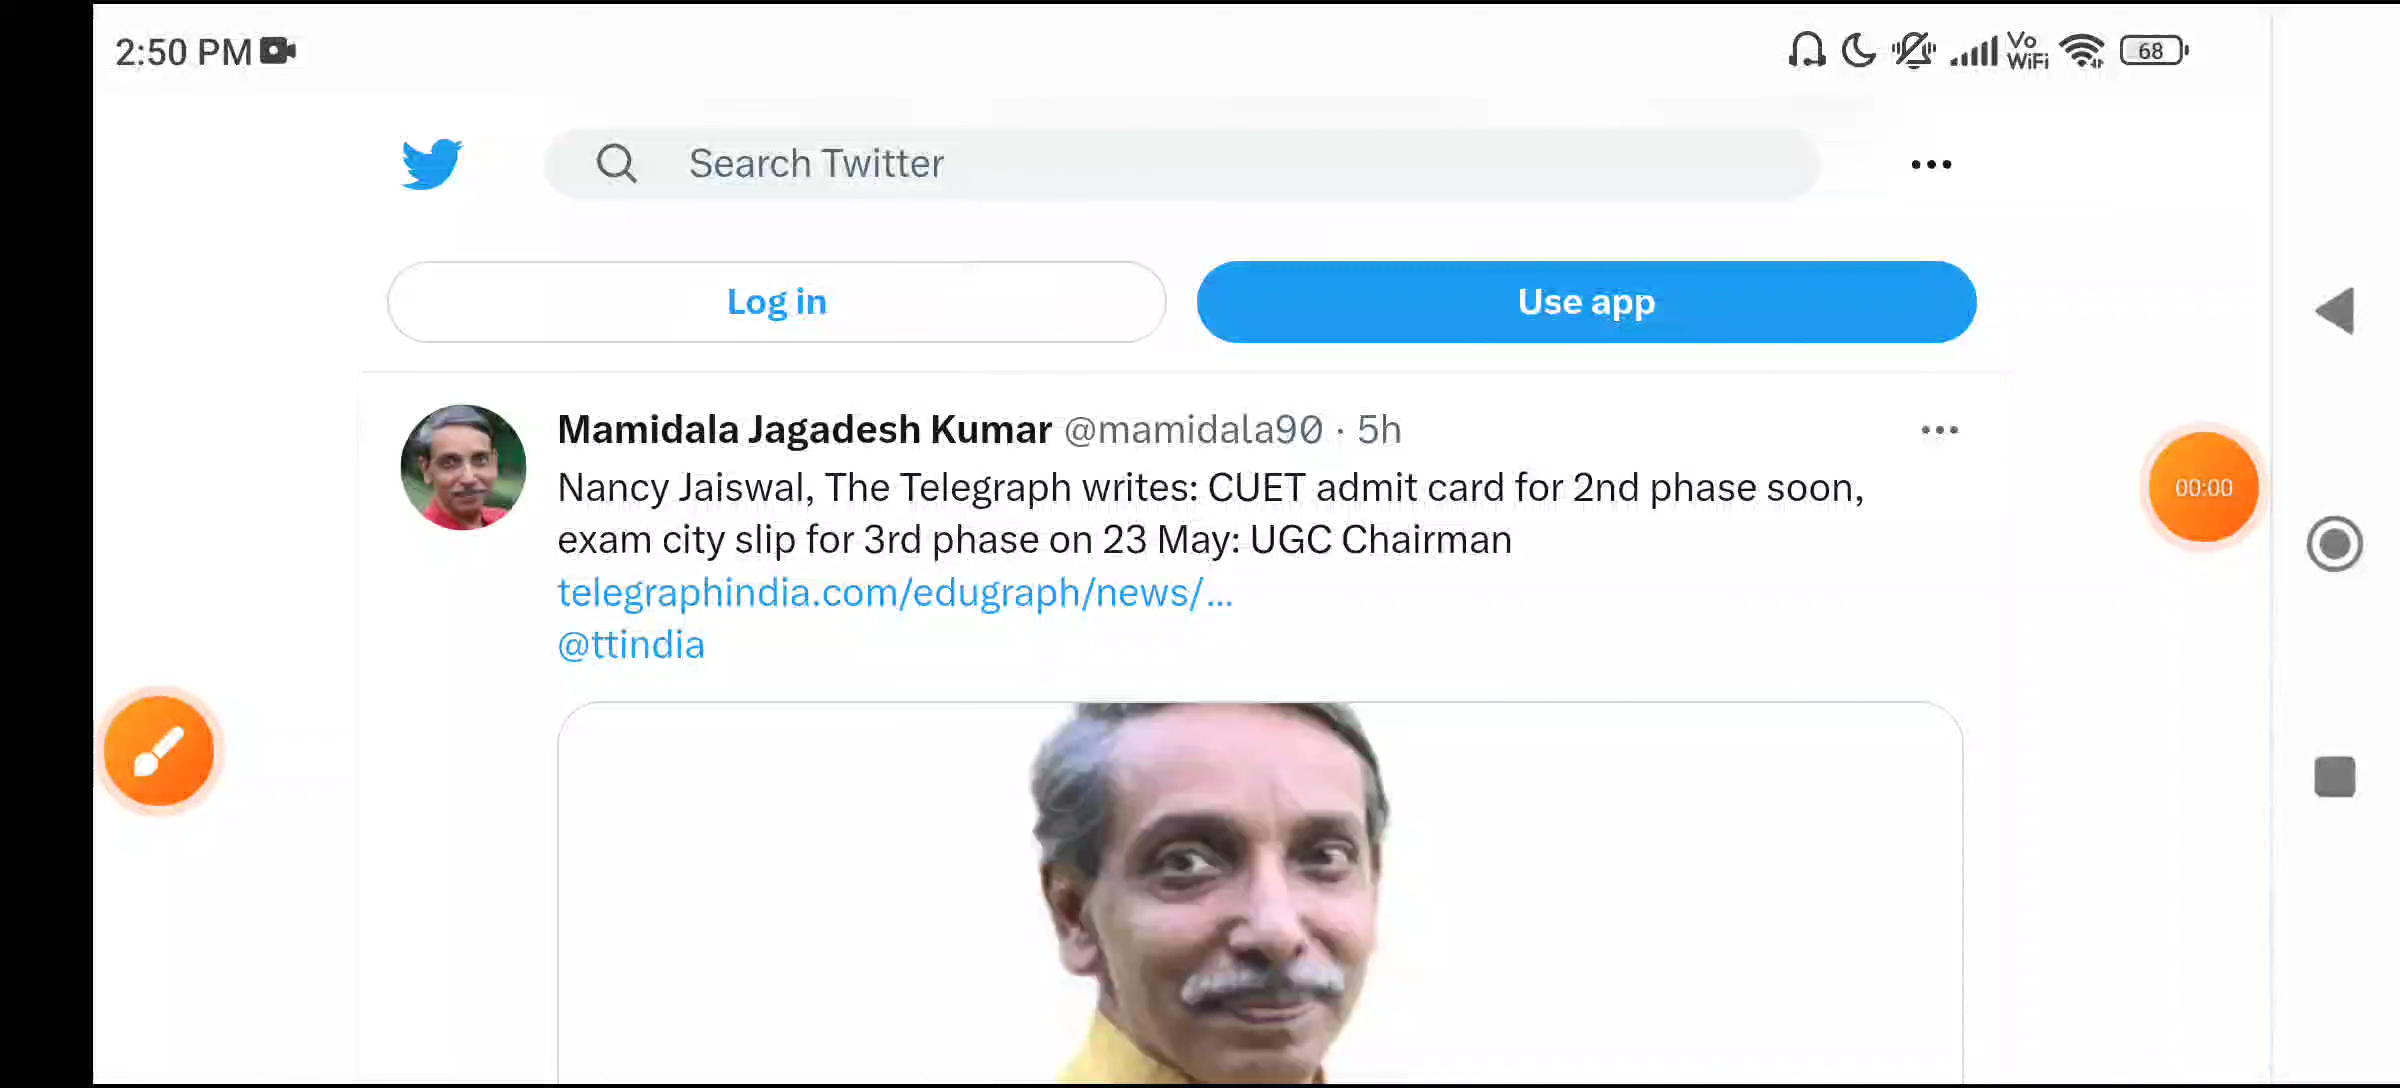 2:50 PM
Vo
WiFi
68
Search Twitter
Log in
Use app
Mamidala Jagadesh Kumar @mamidala90 · 5h
Nancy Jaiswal, The Telegraph writes: CUET admit card for 2nd phase soon,
exam city slip for 3rd phase on 23 May: UGC Chairman
telegraphindia.com/edugraph/news/...
@ttindia
00:00